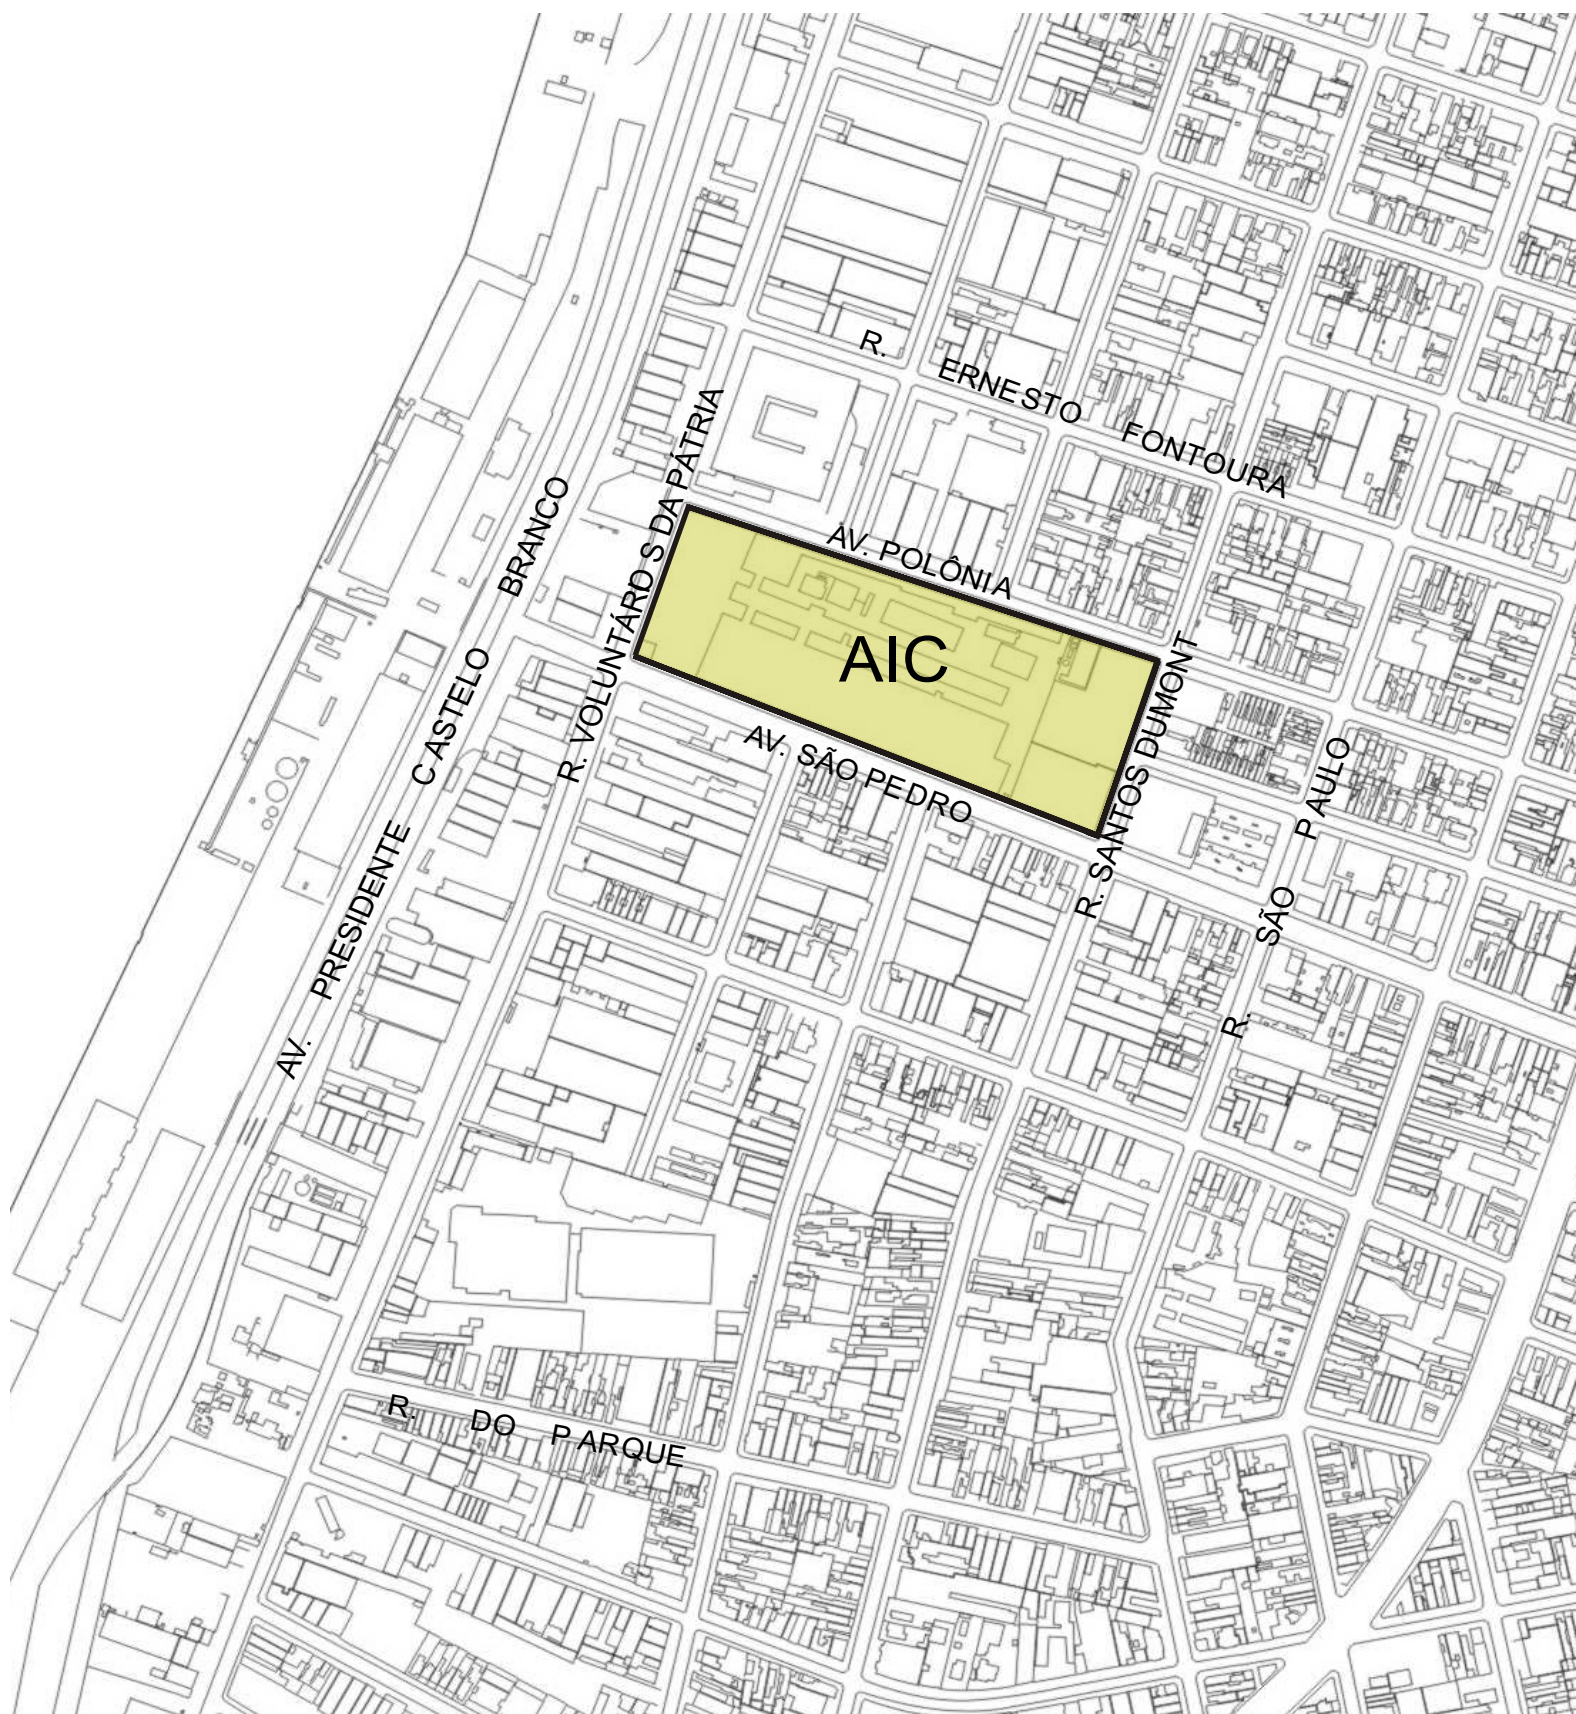 R. ERNESTO FONTOURA
R. VOLUNTÁRIOS DA PÁTRIA
AV. POLÔNIA
AIC
AV. PRESIDENTE CASTELO BRANCO
AV. SÃO PEDRO
R. SANTOS DUMONT
R. SÃO PAULO
R. DO PARQUE